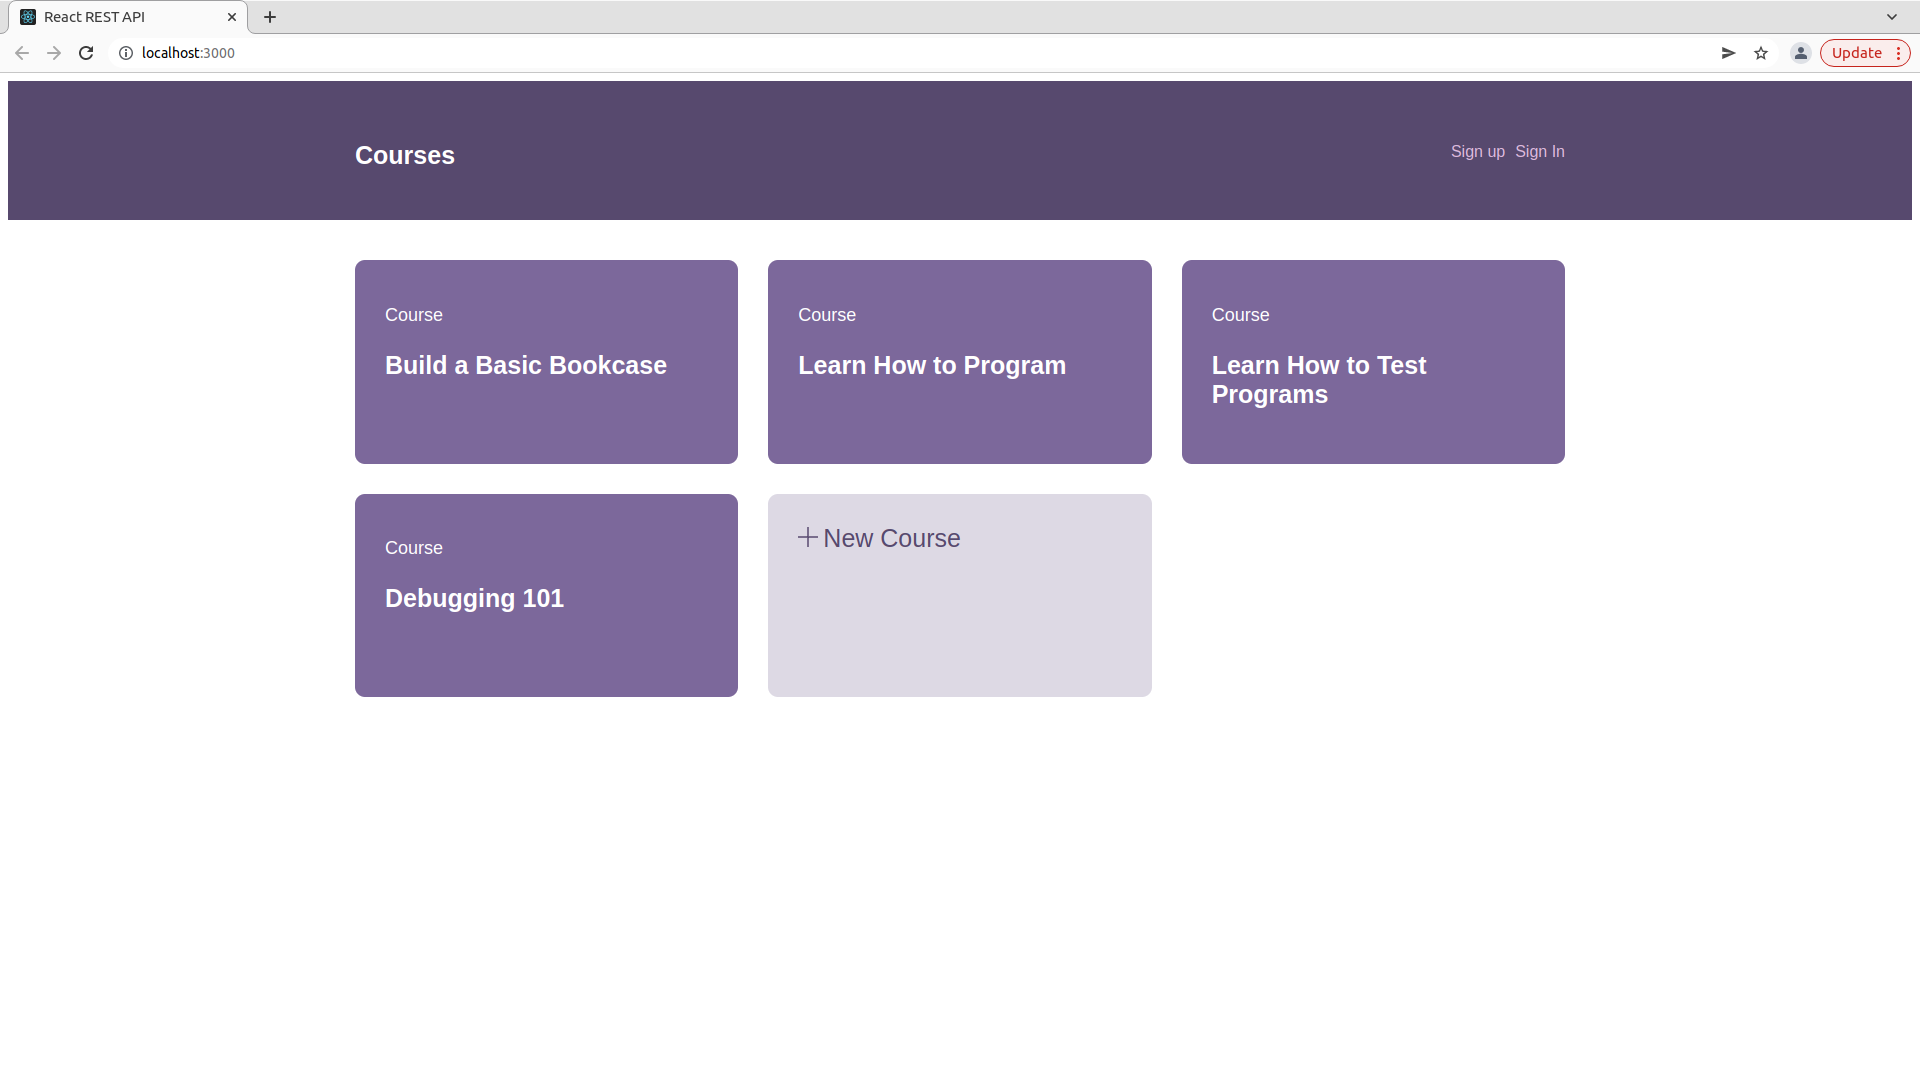 React REST API
localhost:3000
Update
Courses
Sign up Sign In
Course
Build a Basic Bookcase
Course
Learn How to Program
Course
Learn How to Test
Programs
Course
Debugging 101
New Course